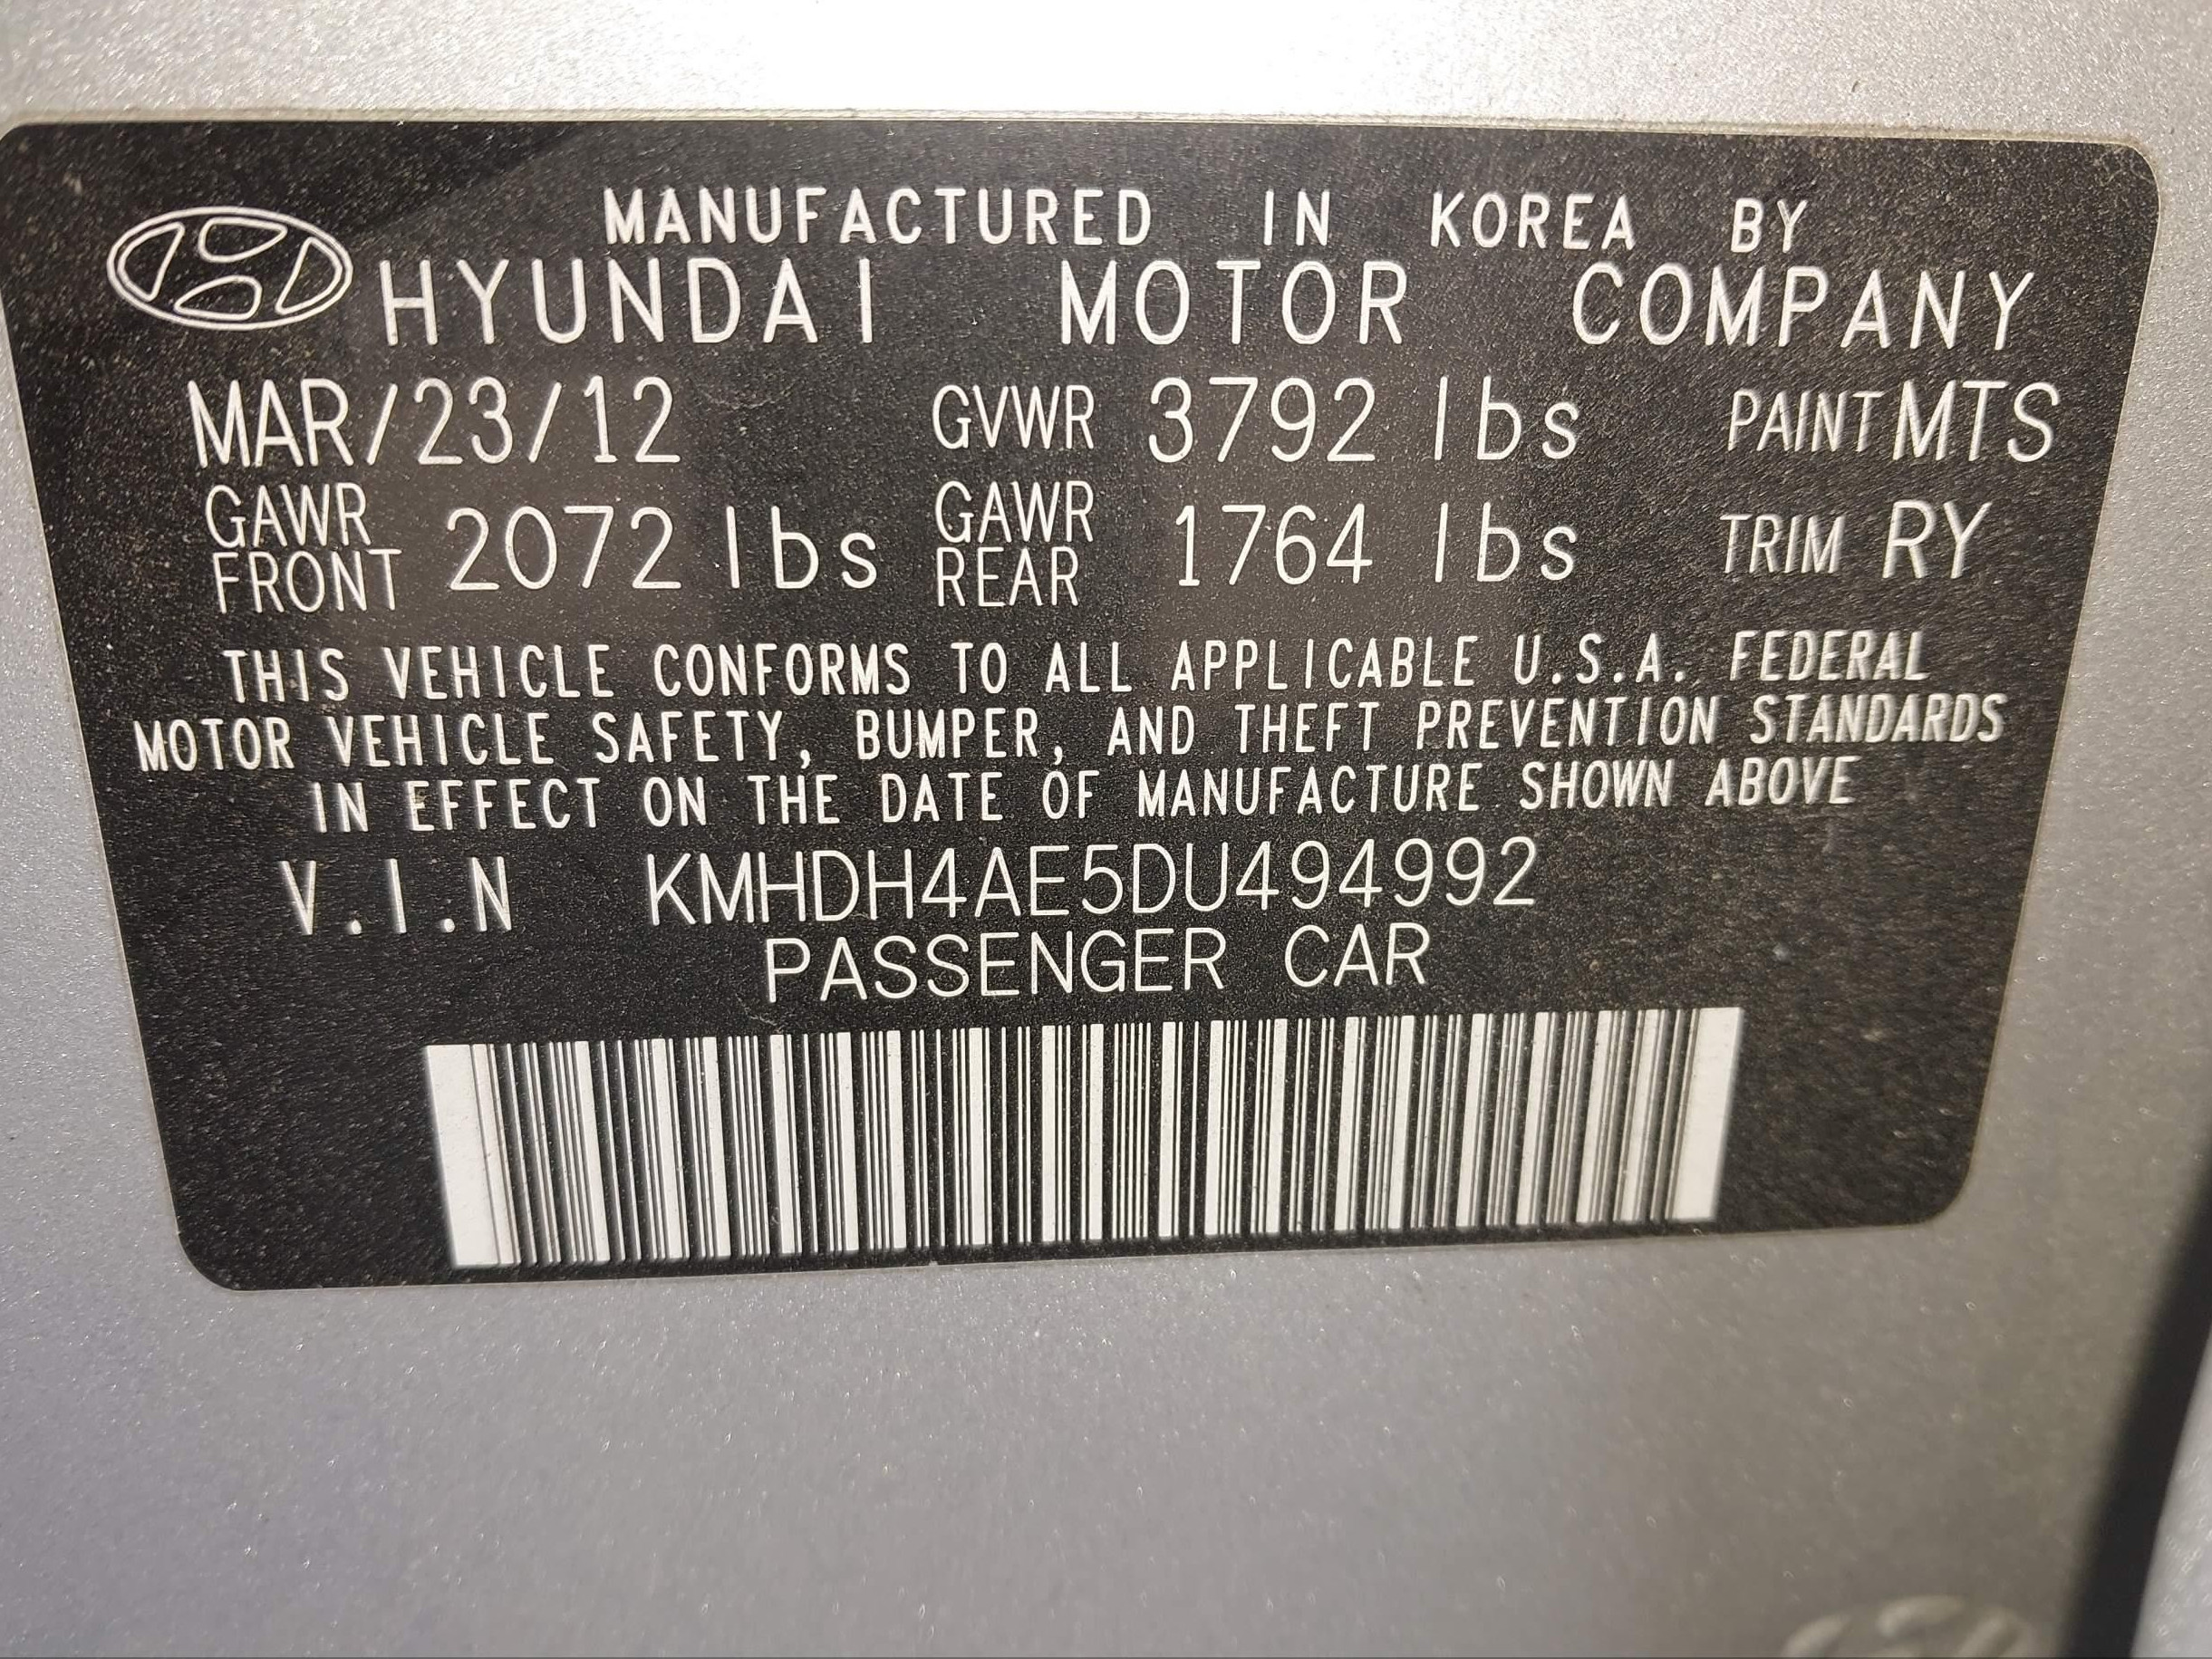 MANUFACTURED IN KOREA BY
HYUNDAI MOTOR COMPANY
MAR/23/12 GVWR 3792 lbs PAINT MTS
GAWR FRONT 2072 lbs GAWR REAR 1764 lbs TRIM RY
THIS VEHICLE CONFORMS TO ALL APPLICABLE U.S.A. FEDERAL
MOTOR VEHICLE SAFETY, BUMPER, AND THEFT PREVENTION STANDARDS
IN EFFECT ON THE DATE OF MANUFACTURE SHOWN ABOVE
V.I.N KMHDH4AE5DU494992
PASSENGER CAR